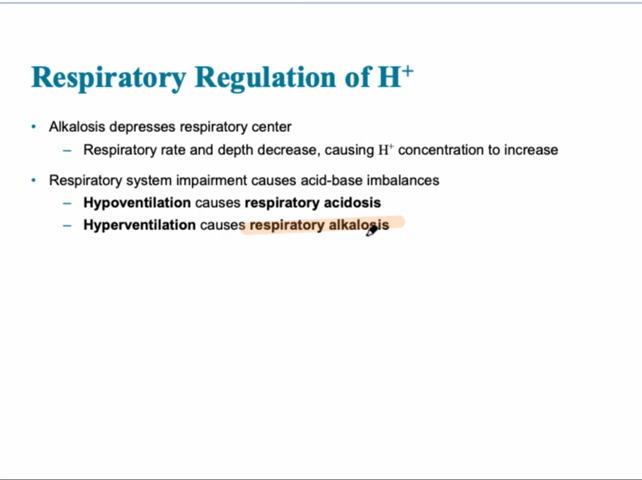 Respiratory Regulation of H⁺
• Alkalosis depresses respiratory center
– Respiratory rate and depth decrease, causing H⁺ concentration to increase
• Respiratory system impairment causes acid-base imbalances
– Hypoventilation causes respiratory acidosis
– Hyperventilation causes respiratory alkalosis